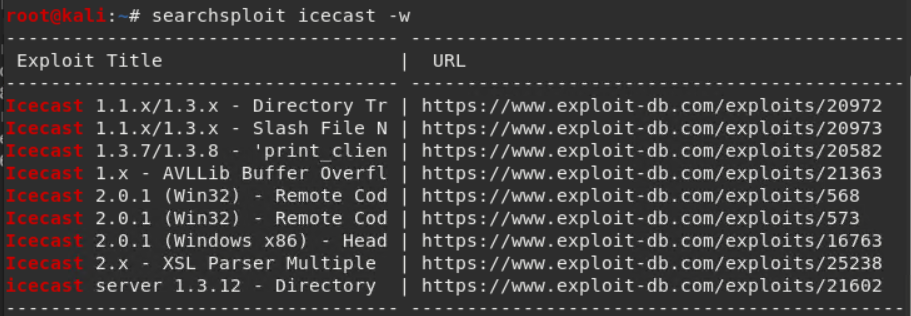 root@kali:~# searchsploit icecast -w
---------------------------------- --------------------------------------------
Exploit Title | URL
---------------------------------- --------------------------------------------
Icecast 1.1.x/1.3.x - Directory Tr | https://www.exploit-db.com/exploits/20972
Icecast 1.1.x/1.3.x - Slash File N | https://www.exploit-db.com/exploits/20973
Icecast 1.3.7/1.3.8 - 'print_clien | https://www.exploit-db.com/exploits/20582
Icecast 1.x - AVLLib Buffer Overfl | https://www.exploit-db.com/exploits/21363
Icecast 2.0.1 (Win32) - Remote Cod | https://www.exploit-db.com/exploits/568
Icecast 2.0.1 (Win32) - Remote Cod | https://www.exploit-db.com/exploits/573
Icecast 2.0.1 (Windows x86) - Head | https://www.exploit-db.com/exploits/16763
Icecast 2.x - XSL Parser Multiple | https://www.exploit-db.com/exploits/25238
icecast server 1.3.12 - Directory | https://www.exploit-db.com/exploits/21602
---------------------------------- --------------------------------------------